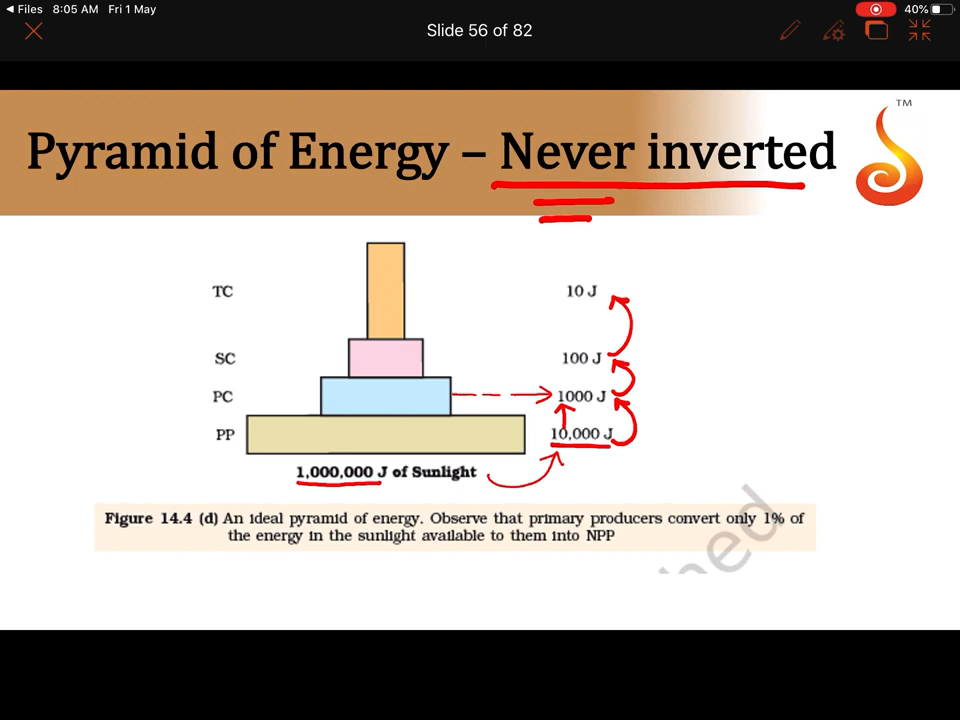 Files 8:05 AM Fri 1 May 40%
Slide 56 of 82
TM
Pyramid of Energy – Never inverted
TC 10 J
SC 100 J
PC 1000 J
PP 10,000 J
1,000,000 J of Sunlight
Figure 14.4 (d) An ideal pyramid of energy. Observe that primary producers convert only 1% of
the energy in the sunlight available to them into NPP